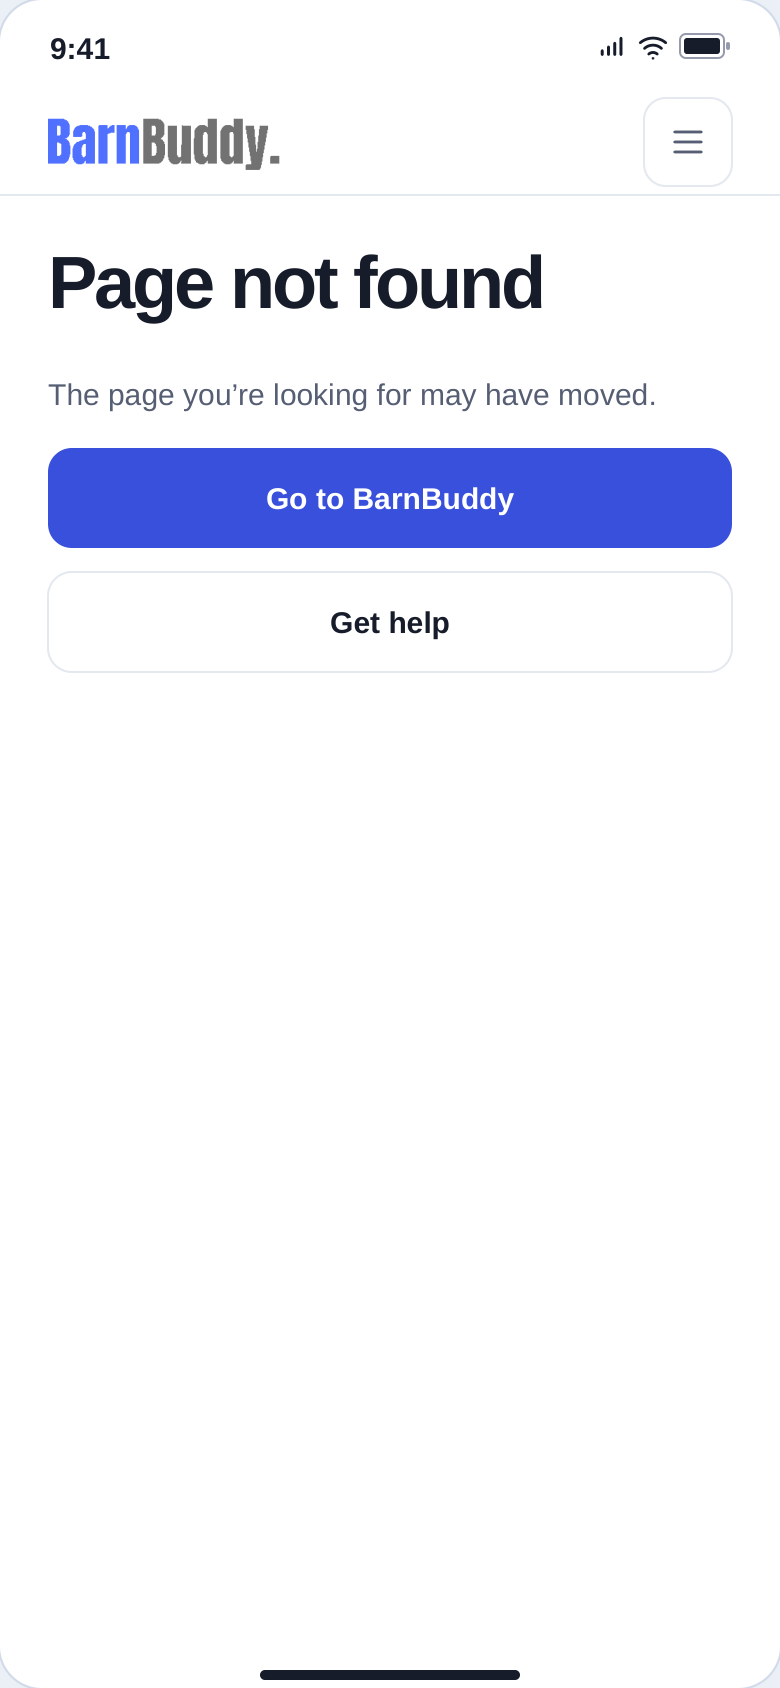 9:41
BarnBuddy.
Page not found
The page you’re looking for may have moved.
Go to BarnBuddy
Get help